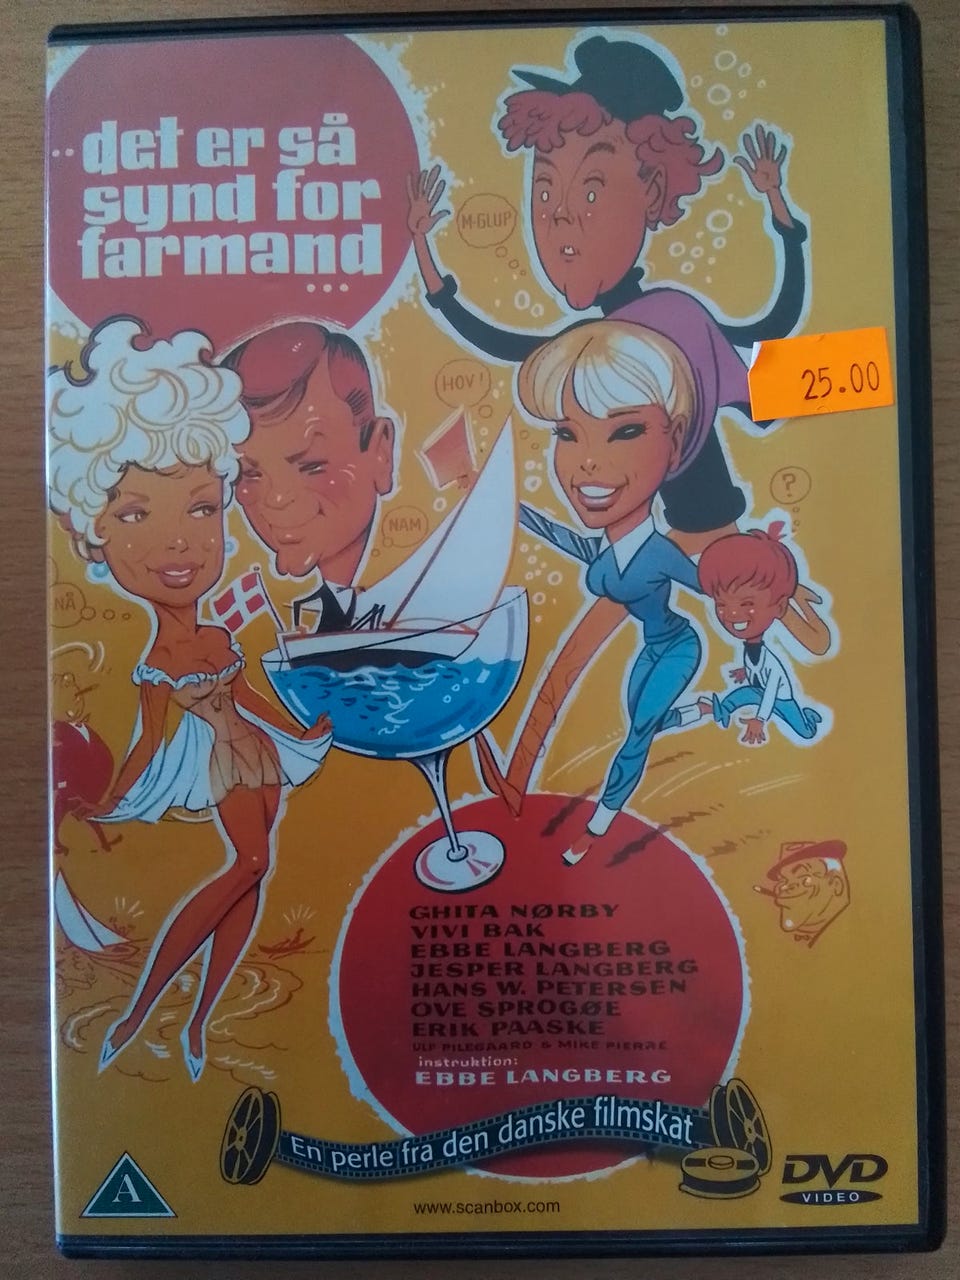 ..det er så
synd for
farmand
...
M-GLUP
25.00
HOV!
?
NAM
NÅ
GHITA NØRBY
VIVI BAK
EBBE LANGBERG
JESPER LANGBERG
HANS W. PETERSEN
OVE SPROGØE
ERIK PAASKE
ULF PILEGAARD & MIKE PIERRE
instruktion:
EBBE LANGBERG
En perle fra den danske filmskat
A
DVD
VIDEO
www.scanbox.com